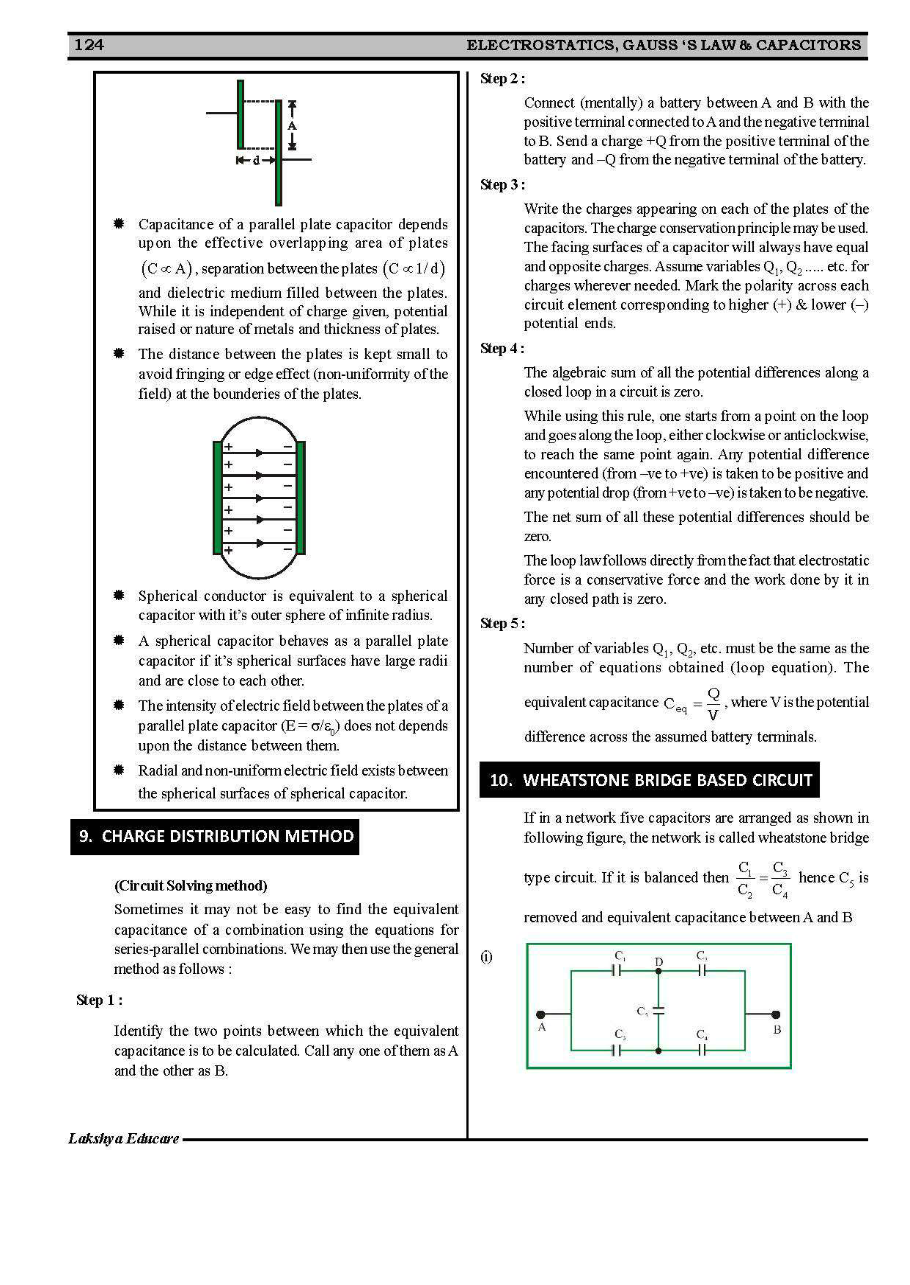 124
ELECTROSTATICS, GAUSS ‘S LAW & CAPACITORS
A
d
✹ Capacitance of a parallel plate capacitor depends
upon the effective overlapping area of plates
(C ∝ A), separation between the plates (C ∝ 1/d)
and dielectric medium filled between the plates.
While it is independent of charge given, potential
raised or nature of metals and thickness of plates.
✹ The distance between the plates is kept small to
avoid fringing or edge effect (non-uniformity of the
field) at the bounderies of the plates.
+ –
+ –
+ –
+ –
+ –
+ –
✹ Spherical conductor is equivalent to a spherical
capacitor with it’s outer sphere of infinite radius.
✹ A spherical capacitor behaves as a parallel plate
capacitor if it’s spherical surfaces have large radii
and are close to each other.
✹ The intensity of electric field between the plates of a
parallel plate capacitor (E = σ/ε₀) does not depends
upon the distance between them.
✹ Radial and non-uniform electric field exists between
the spherical surfaces of spherical capacitor.
9. CHARGE DISTRIBUTION METHOD
(Circuit Solving method)
Sometimes it may not be easy to find the equivalent
capacitance of a combination using the equations for
series-parallel combinations. We may then use the general
method as follows :
Step 1 :
Identify the two points between which the equivalent
capacitance is to be calculated. Call any one of them as A
and the other as B.
Step 2 :
Connect (mentally) a battery between A and B with the
positive terminal connected to A and the negative terminal
to B. Send a charge +Q from the positive terminal of the
battery and –Q from the negative terminal of the battery.
Step 3 :
Write the charges appearing on each of the plates of the
capacitors. The charge conservation principle may be used.
The facing surfaces of a capacitor will always have equal
and opposite charges. Assume variables Q₁, Q₂ ..... etc. for
charges wherever needed. Mark the polarity across each
circuit element corresponding to higher (+) & lower (–)
potential ends.
Step 4 :
The algebraic sum of all the potential differences along a
closed loop in a circuit is zero.
While using this rule, one starts from a point on the loop
and goes along the loop, either clockwise or anticlockwise,
to reach the same point again. Any potential difference
encountered (from –ve to +ve) is taken to be positive and
any potential drop (from +ve to –ve) is taken to be negative.
The net sum of all these potential differences should be
zero.
The loop law follows directly from the fact that electrostatic
force is a conservative force and the work done by it in
any closed path is zero.
Step 5 :
Number of variables Q₁, Q₂, etc. must be the same as the
number of equations obtained (loop equation). The
equivalent capacitance C_eq = Q/V, where V is the potential
difference across the assumed battery terminals.
10. WHEATSTONE BRIDGE BASED CIRCUIT
If in a network five capacitors are arranged as shown in
following figure, the network is called wheatstone bridge
type circuit. If it is balanced then C₁/C₂ = C₃/C₄ hence C₅ is
removed and equivalent capacitance between A and B
(i)
C₁ D
A B
Lakshya Educare